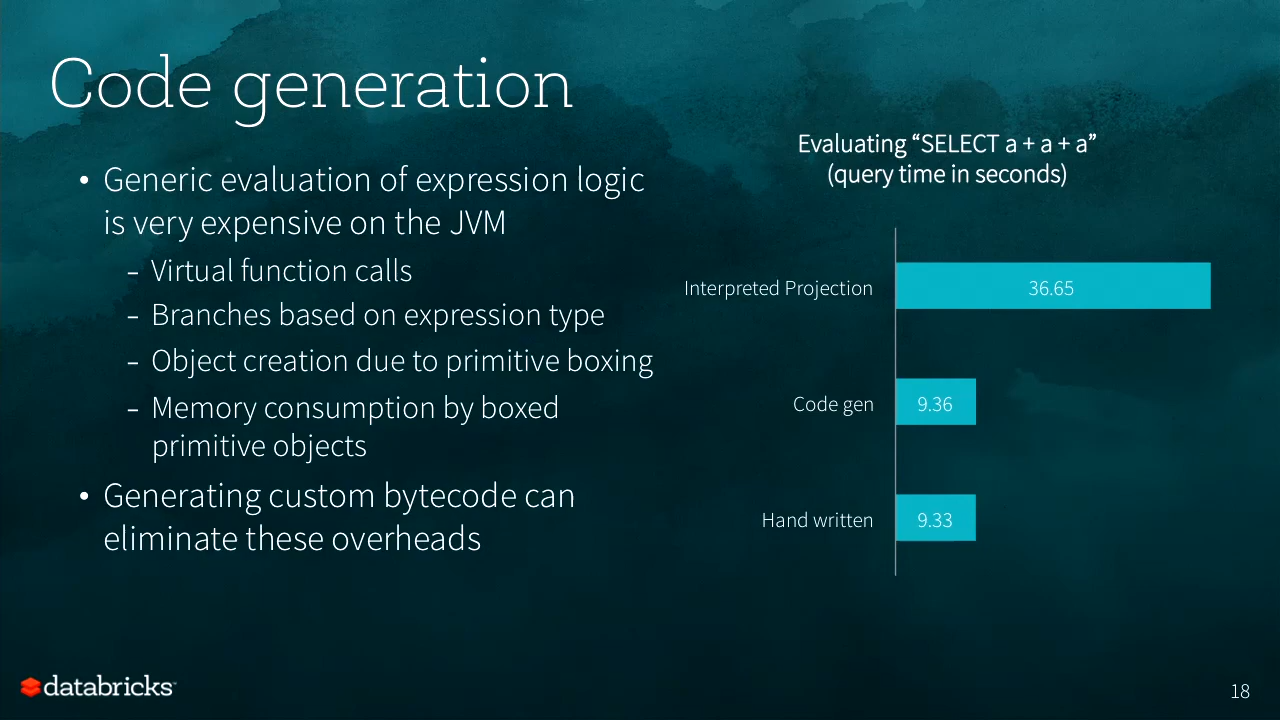 Code generation
• Generic evaluation of expression logic
is very expensive on the JVM
- Virtual function calls
- Branches based on expression type
- Object creation due to primitive boxing
- Memory consumption by boxed
primitive objects
• Generating custom bytecode can
eliminate these overheads
Evaluating “SELECT a + a + a”
(query time in seconds)
Interpreted Projection 36.65
Code gen 9.36
Hand written 9.33
databricks™
18